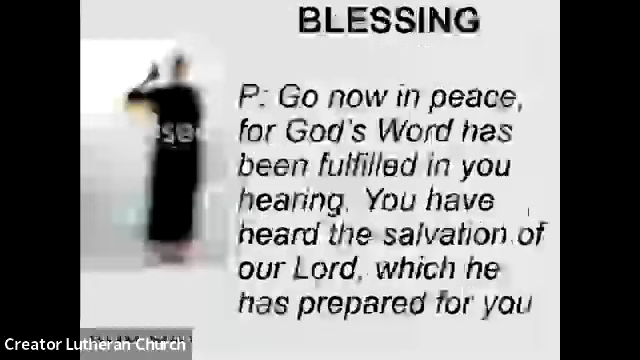 BLESSING
P: Go now in peace,
for God's Word has
been fulfilled in you
hearing. You have
heard the salvation of
our Lord, which he
has prepared for you
Creator Lutheran Church